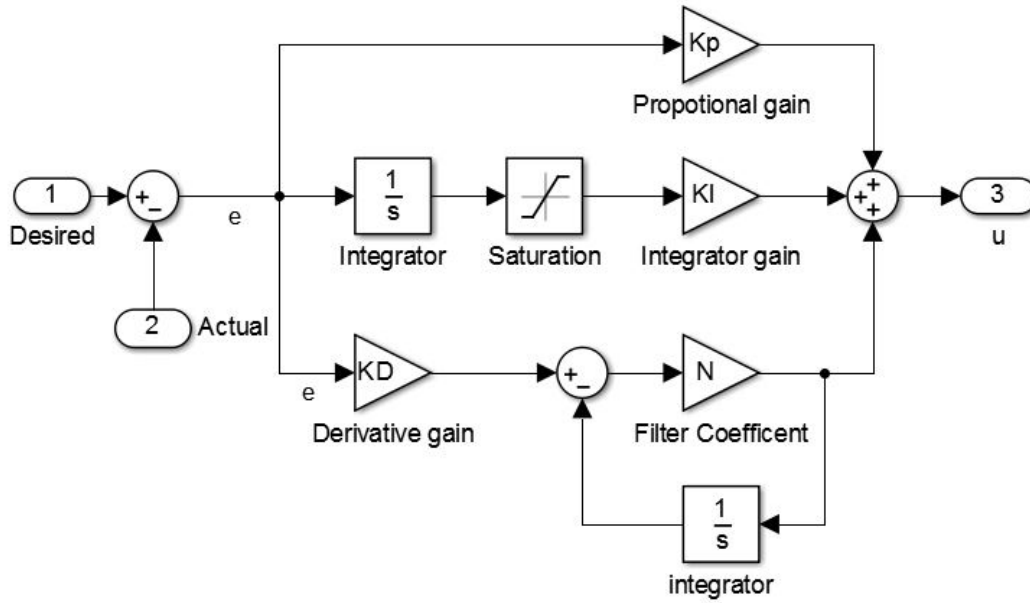 Kp
Propotional gain
1
Desired
+
−
e
1
s
Integrator
Saturation
KI
Integrator gain
+
+
+
3
u
2
Actual
e
KD
Derivative gain
+
−
N
Filter Coefficent
1
s
integrator